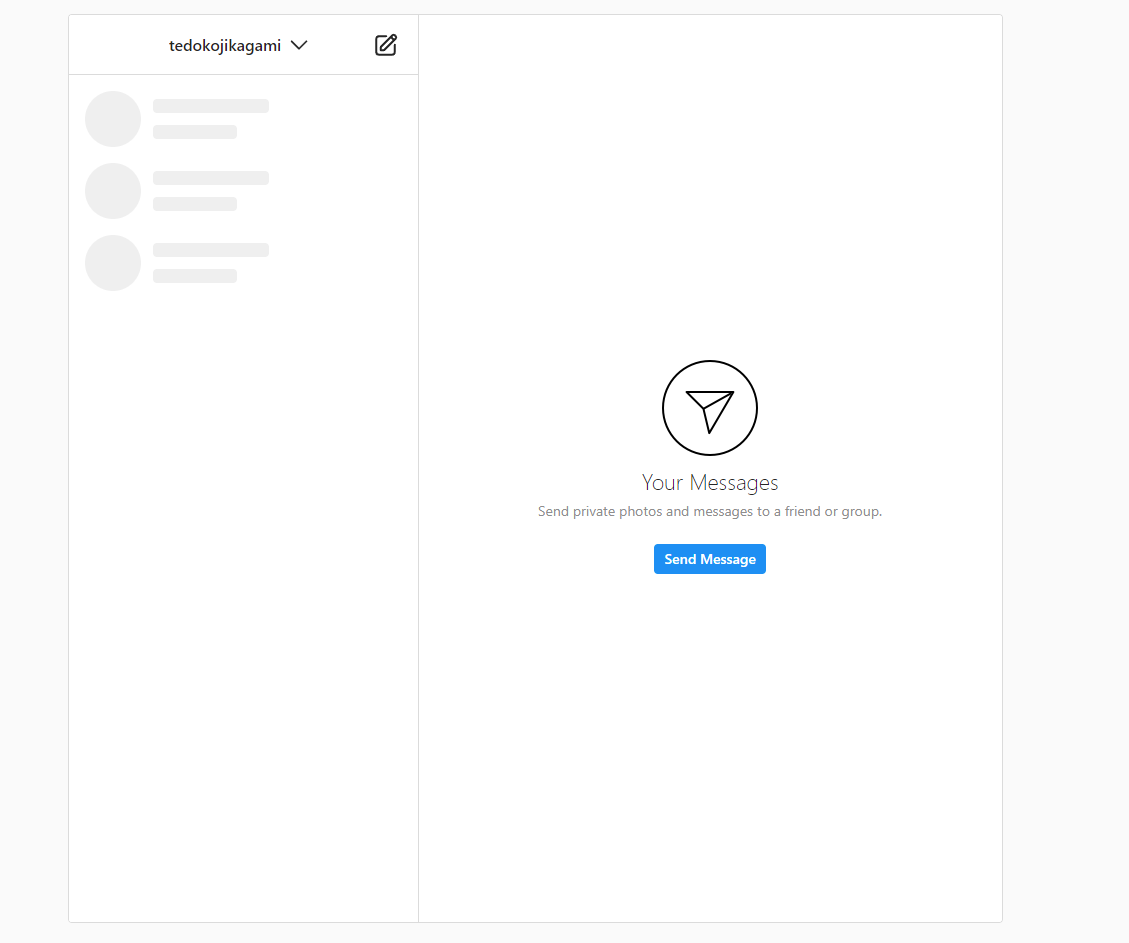 tedokojikagami
Your Messages
Send private photos and messages to a friend or group.
Send Message